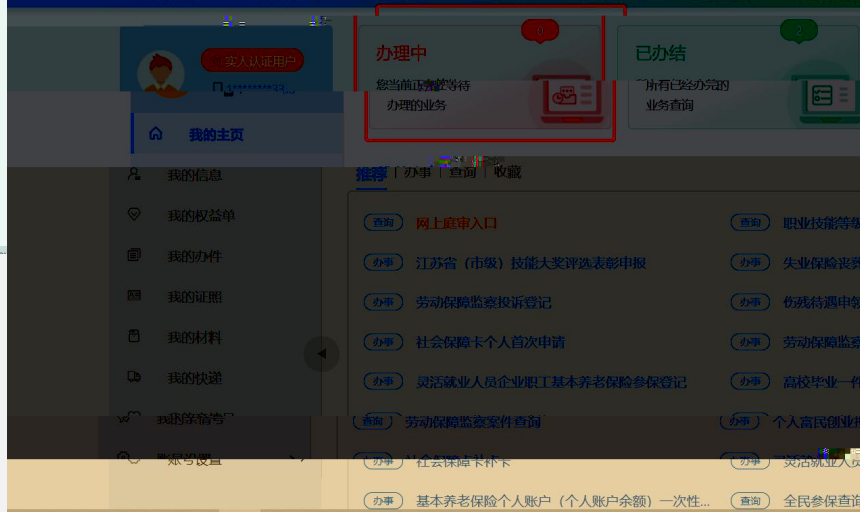 实人认证用户
办理中
0
您当前正等待
办理的业务
已办结
2
所有已经办完的
业务查询
我的主页
我的信息
我的权益单
我的办件
我的证照
我的材料
我的快递
账号设置
推荐 办事 查询 收藏
查询 网上庭审入口
查询 职业技能等级
办事 江苏省（市级）技能大奖评选表彰申报
办事 失业保险丧葬
办事 劳动保障监察投诉登记
办事 伤残待遇申领
办事 社会保障卡个人首次申请
办事 劳动保障监察
办事 灵活就业人员企业职工基本养老保险参保登记
办事 高校毕业一件
查询 劳动保障监察案件查询
办事 个人富民创业
办事 社会保障卡补卡
办事 灵活就业人员
办事 基本养老保险个人账户（个人账户余额）一次性...
查询 全民参保查询